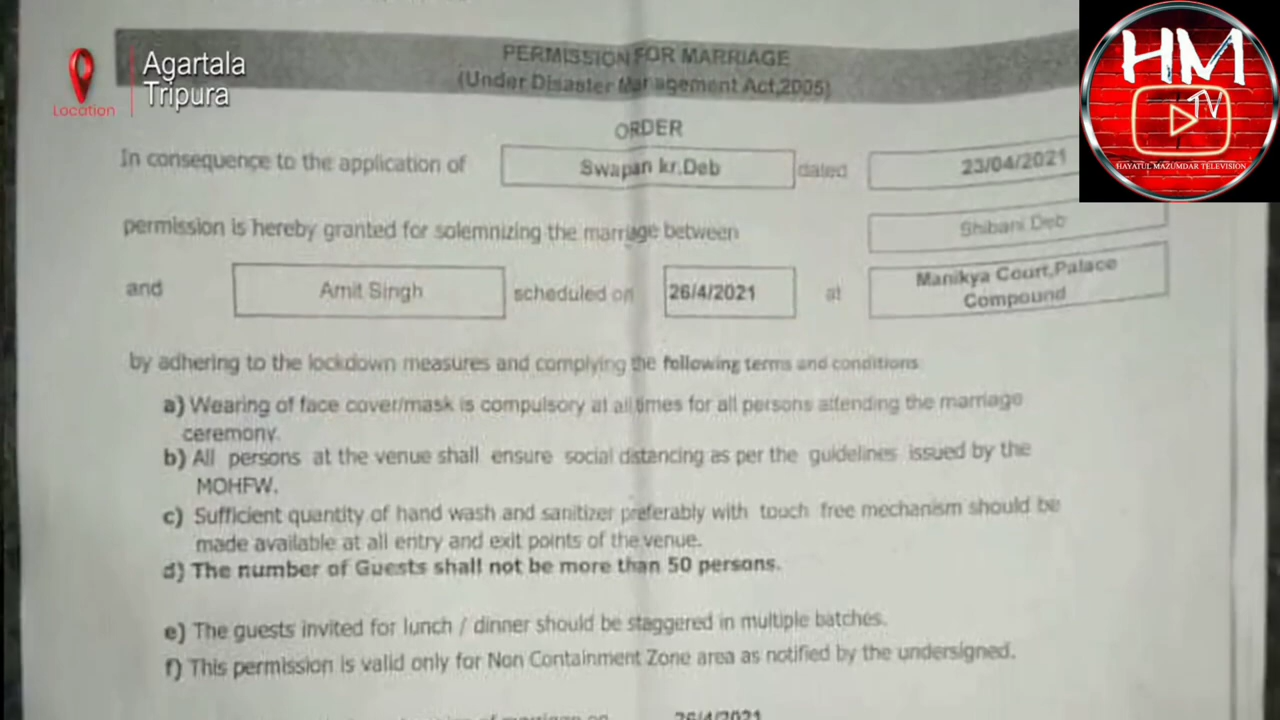 PERMISSION FOR MARRIAGE
(Under Disaster Management Act,2005)
Agartala
Tripura
Location
HM
TV
HAYATUL MAZUMDAR TELEVISION
ORDER
In consequence to the application of Swapan kr.Deb dated 23/04/2021
permission is hereby granted for solemnizing the marriage between Shibani Deb
and Amit Singh scheduled on 26/4/2021 at Manikya Court,Palace
Compound
by adhering to the lockdown measures and complying the following terms and conditions
a) Wearing of face cover/mask is compulsory at all times for all persons attending the marriage
ceremony.
b) All persons at the venue shall ensure social distancing as per the guidelines issued by the
MOHFW.
c) Sufficient quantity of hand wash and sanitizer preferably with touch free mechanism should be
made available at all entry and exit points of the venue.
d) The number of Guests shall not be more than 50 persons.
e) The guests invited for lunch / dinner should be staggered in multiple batches.
f) This permission is valid only for Non Containment Zone area as notified by the undersigned.
26/4/2021